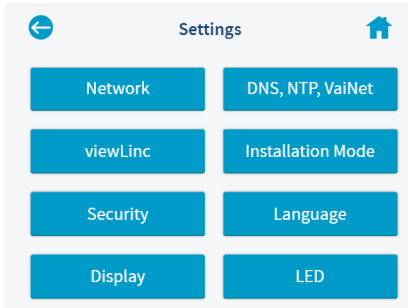 Settings
Network
DNS, NTP, VaiNet
viewLinc
Installation Mode
Security
Language
Display
LED